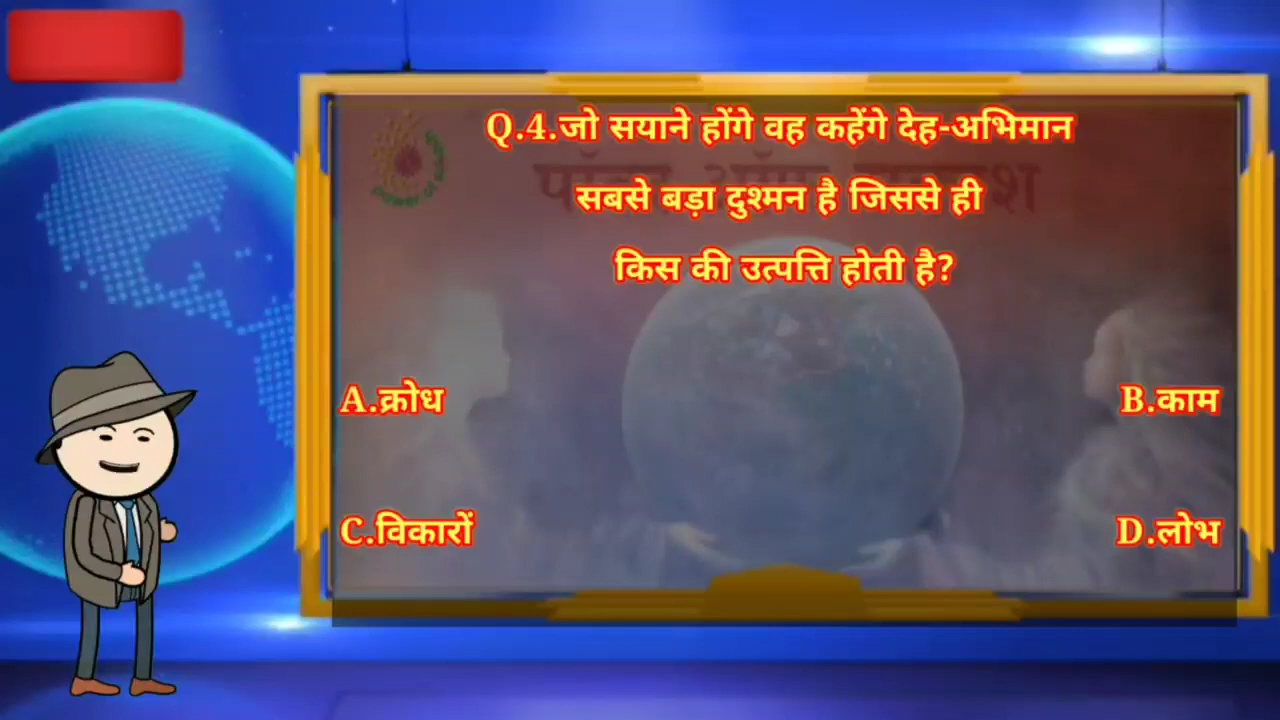 Q.4.जो सयाने होंगे वह कहेंगे देह-अभिमान
सबसे बड़ा दुश्मन है जिससे ही
किस की उत्पत्ति होती है?
A.क्रोध
B.काम
C.विकारों
D.लोभ